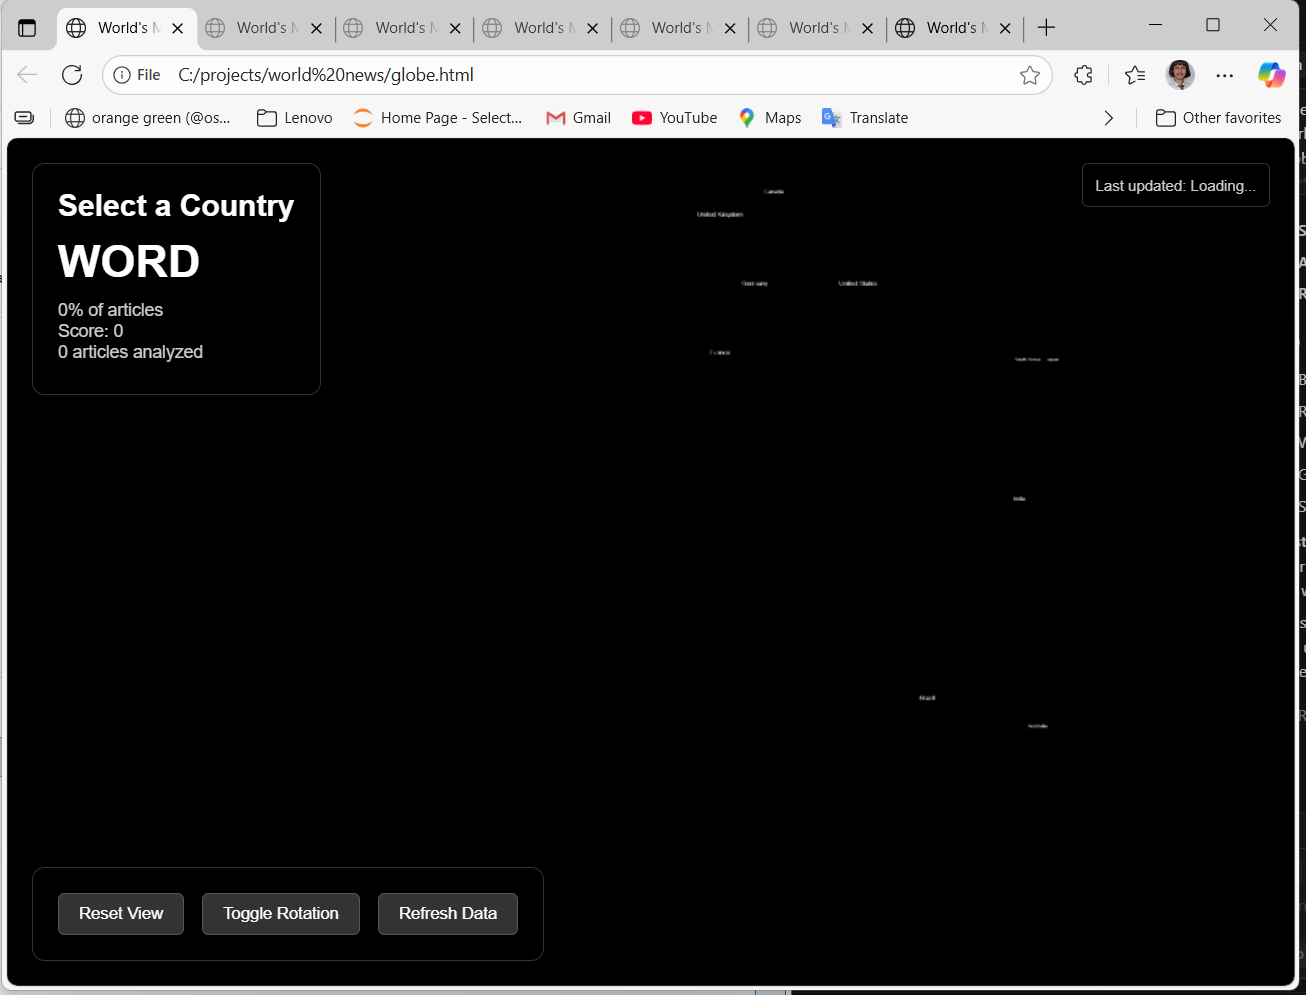 World's M
World's M
World's M
World's M
World's M
World's M
World's M
File
C:/projects/world%20news/globe.html
orange green (@os...
Lenovo
Home Page - Select...
Gmail
YouTube
Maps
Translate
Other favorites
Select a Country
WORD
0% of articles
Score: 0
0 articles analyzed
Last updated: Loading...
Canada
United Kingdom
Germany
United States
France
South Korea
Japan
India
Brazil
Australia
Reset View
Toggle Rotation
Refresh Data